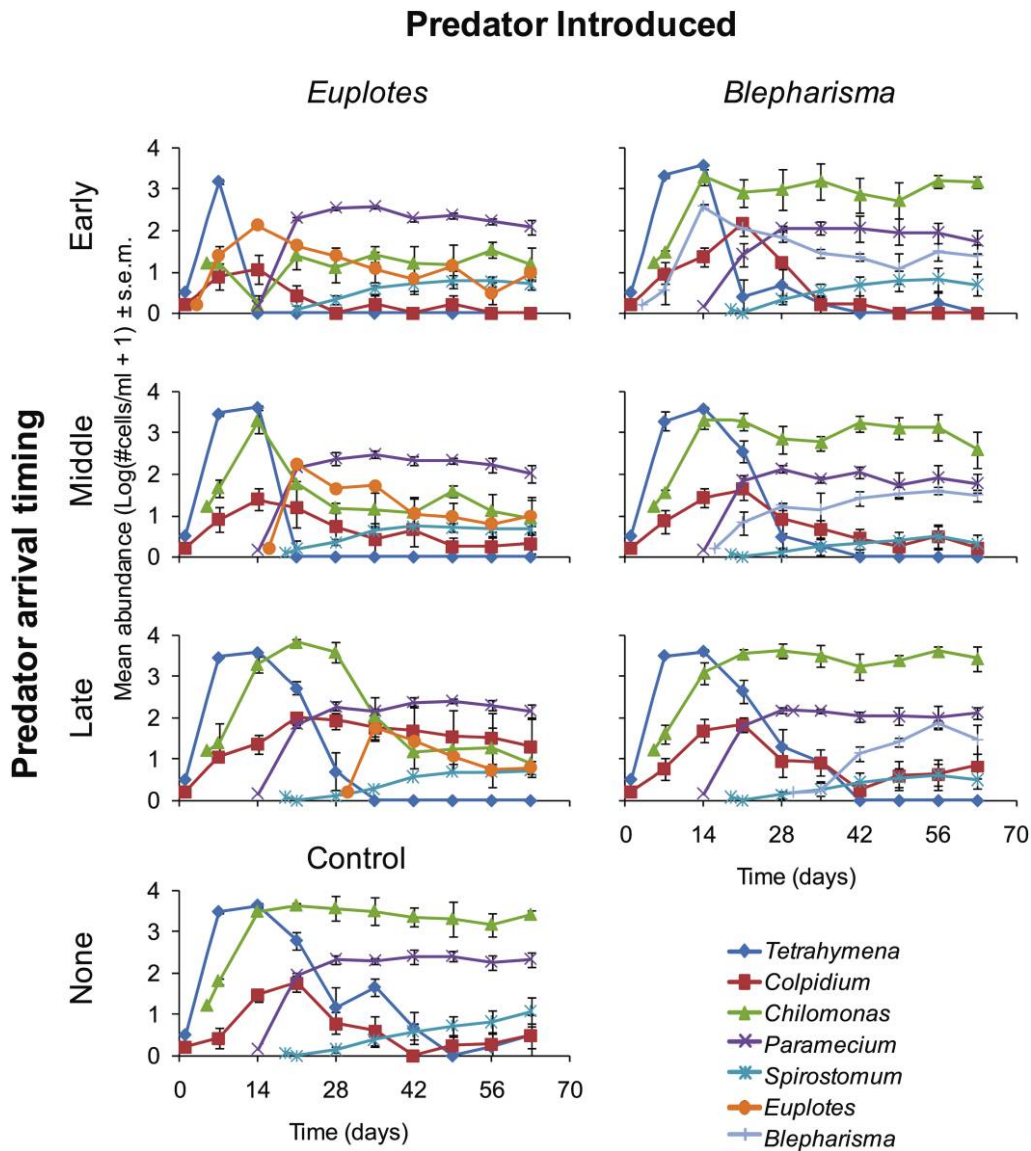 Predator Introduced
Euplotes
Blepharisma
Predator arrival timing
Mean abundance (Log(#cells/ml + 1) ± s.e.m.
Early
4
3
2
1
0
Middle
4
3
2
1
0
Late
4
3
2
1
0
0 14 28 42 56 70
Time (days)
Control
None
4
3
2
1
0
0 14 28 42 56 70
Time (days)
Tetrahymena
Colpidium
Chilomonas
Paramecium
Spirostomum
Euplotes
Blepharisma